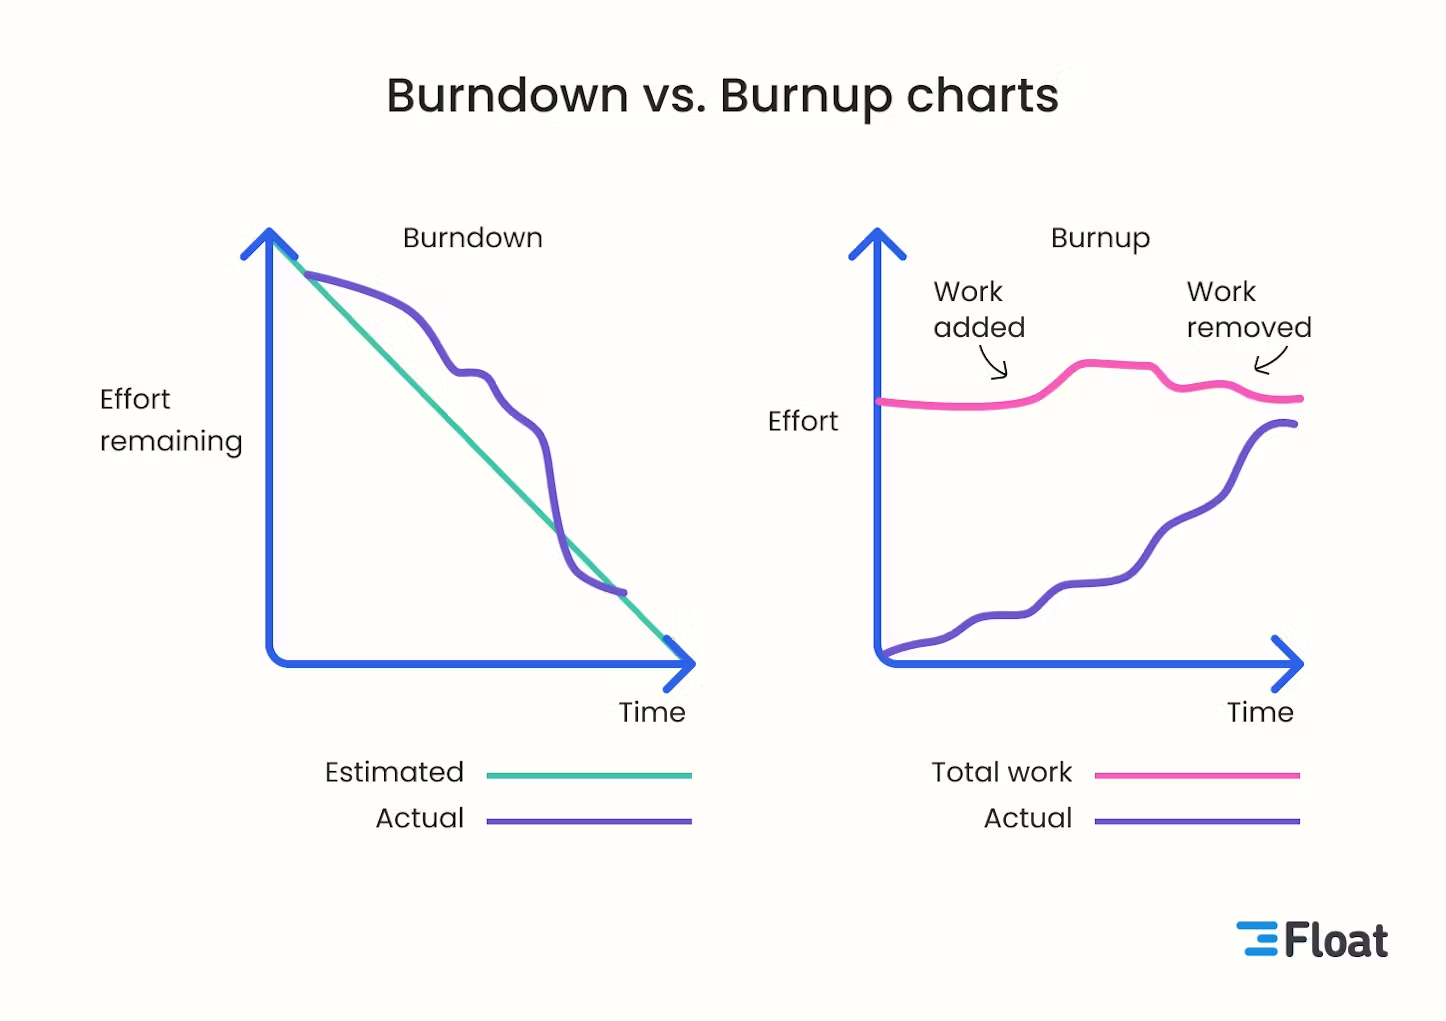 Burndown vs. Burnup charts
Burndown
Effort
remaining
Time
Estimated
Actual
Burnup
Work
added
Work
removed
Effort
Time
Total work
Actual
Float